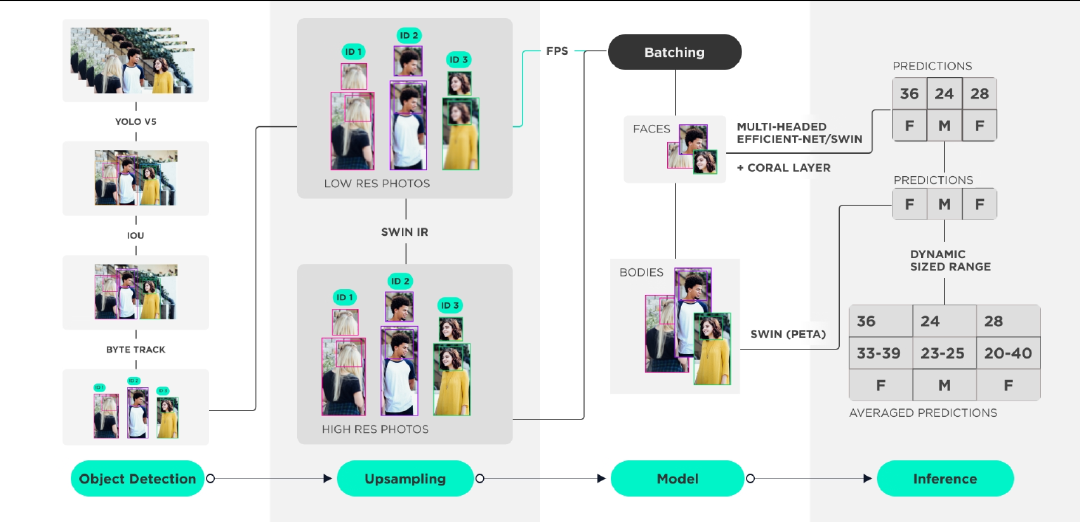 YOLO V5
IOU
BYTE TRACK
ID 1
ID 2
ID 3
Object Detection
ID 1
ID 2
ID 3
LOW RES PHOTOS
SWIN IR
ID 1
ID 2
ID 3
HIGH RES PHOTOS
Upsampling
FPS
Batching
FACES
MULTI-HEADED
EFFICIENT-NET/SWIN
+ CORAL LAYER
BODIES
SWIN (PETA)
Model
PREDICTIONS
36 24 28
F M F
PREDICTIONS
F M F
DYNAMIC
SIZED RANGE
36 24 28
33-39 23-25 20-40
F M F
AVERAGED PREDICTIONS
Inference